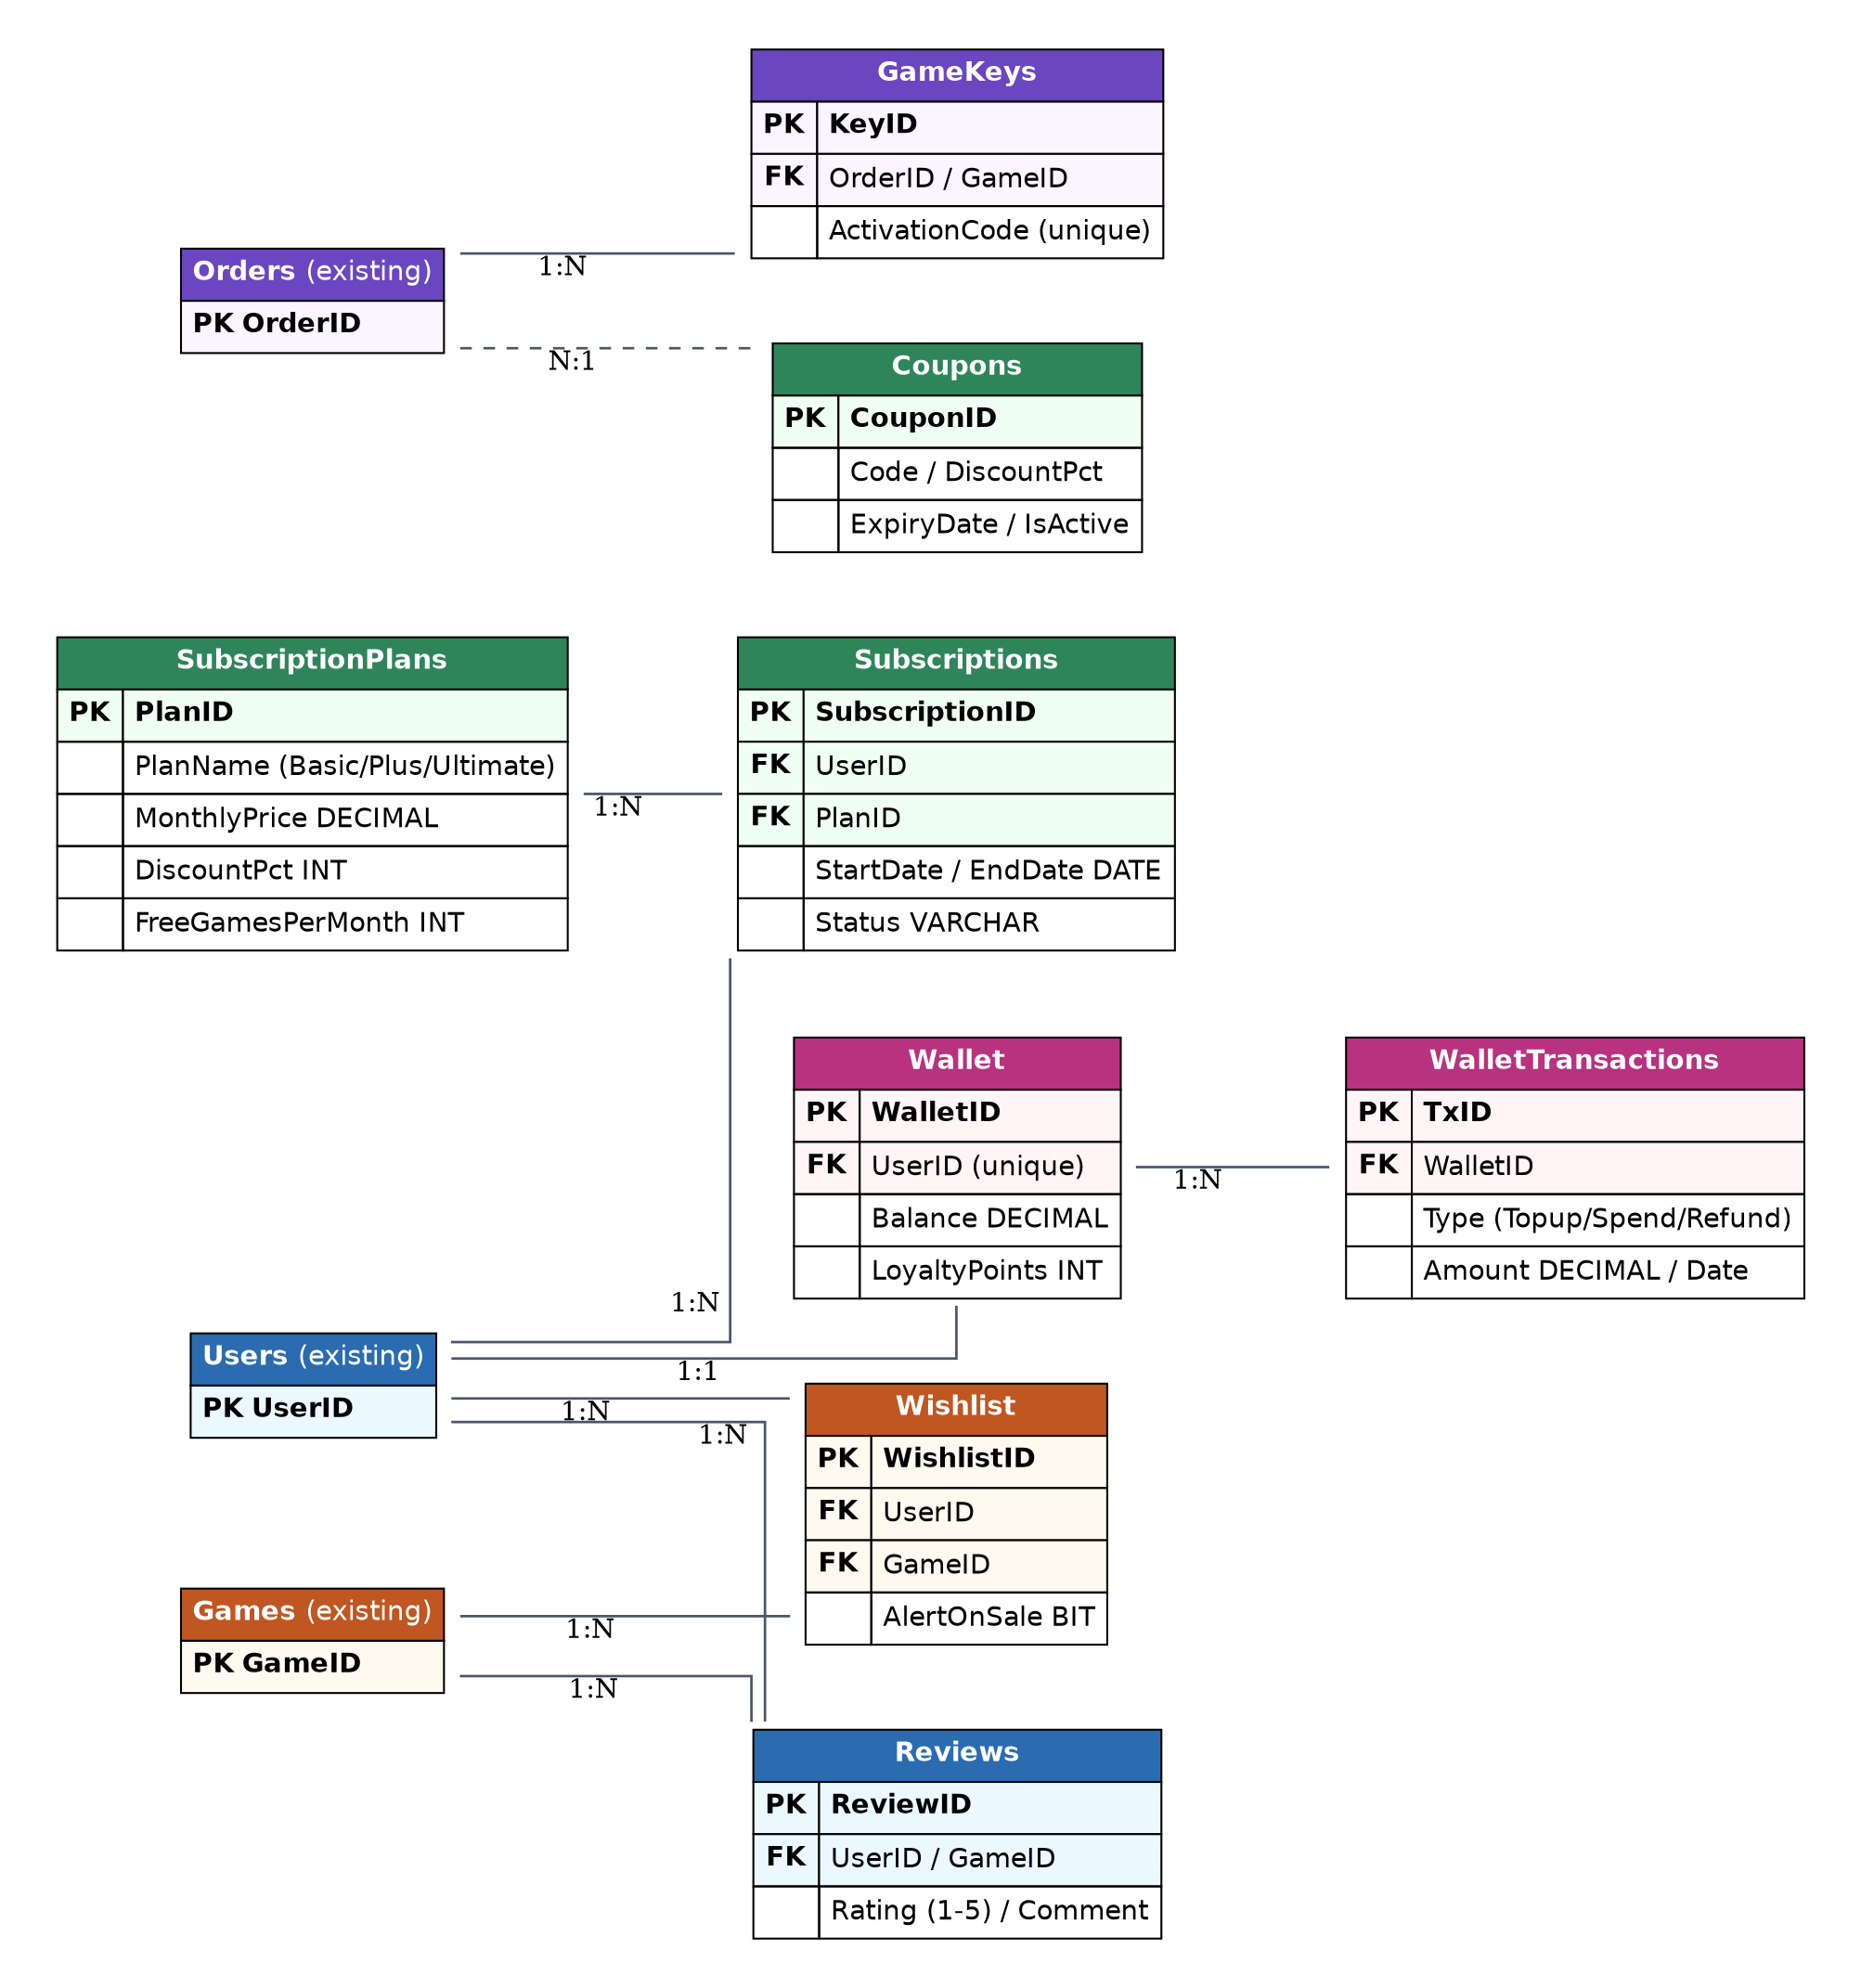 GameKeys
PK KeyID
FK OrderID / GameID
ActivationCode (unique)
Orders (existing)
PK OrderID
1:N
N:1
Coupons
PK CouponID
Code / DiscountPct
ExpiryDate / IsActive
SubscriptionPlans
PK PlanID
PlanName (Basic/Plus/Ultimate)
MonthlyPrice DECIMAL
DiscountPct INT
FreeGamesPerMonth INT
1:N
Subscriptions
PK SubscriptionID
FK UserID
FK PlanID
StartDate / EndDate DATE
Status VARCHAR
Wallet
PK WalletID
FK UserID (unique)
Balance DECIMAL
LoyaltyPoints INT
1:N
WalletTransactions
PK TxID
FK WalletID
Type (Topup/Spend/Refund)
Amount DECIMAL / Date
Users (existing)
PK UserID
1:N
1:1
1:N
1:N
Wishlist
PK WishlistID
FK UserID
FK GameID
AlertOnSale BIT
Games (existing)
PK GameID
1:N
1:N
Reviews
PK ReviewID
FK UserID / GameID
Rating (1-5) / Comment